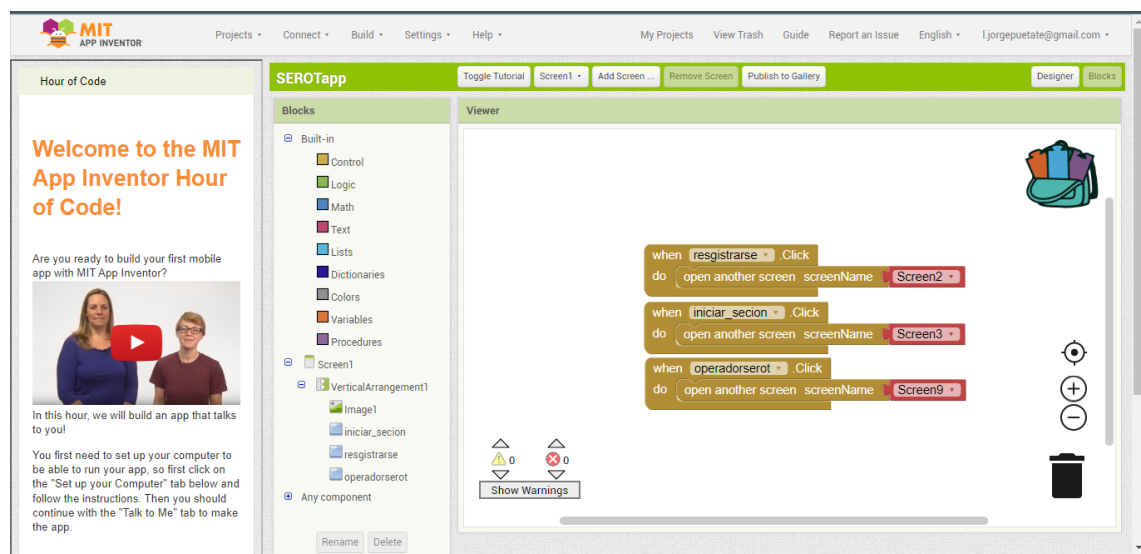 MIT
APP INVENTOR
Projects
Connect
Build
Settings
Help
My Projects
View Trash
Guide
Report an Issue
English
l.jorgepuetate@gmail.com
Hour of Code
Welcome to the MIT
App Inventor Hour
of Code!
Are you ready to build your first mobile
app with MIT App Inventor?
In this hour, we will build an app that talks
to you!
You first need to set up your computer to
be able to run your app, so first click on
the "Set up your Computer" tab below and
follow the instructions. Then you should
continue with the "Talk to Me" tab to make
the app.
SEROTapp
Toggle Tutorial
Screen1
Add Screen ...
Remove Screen
Publish to Gallery
Designer
Blocks
Blocks
Built-in
Control
Logic
Math
Text
Lists
Dictionaries
Colors
Variables
Procedures
Screen1
VerticalArrangement1
Image1
iniciar_secion
resgistrarse
operadorserot
Any component
Rename
Delete
Viewer
when resgistrarse .Click
do open another screen screenName Screen2
when iniciar_secion .Click
do open another screen screenName Screen3
when operadorserot .Click
do open another screen screenName Screen9
0
0
Show Warnings